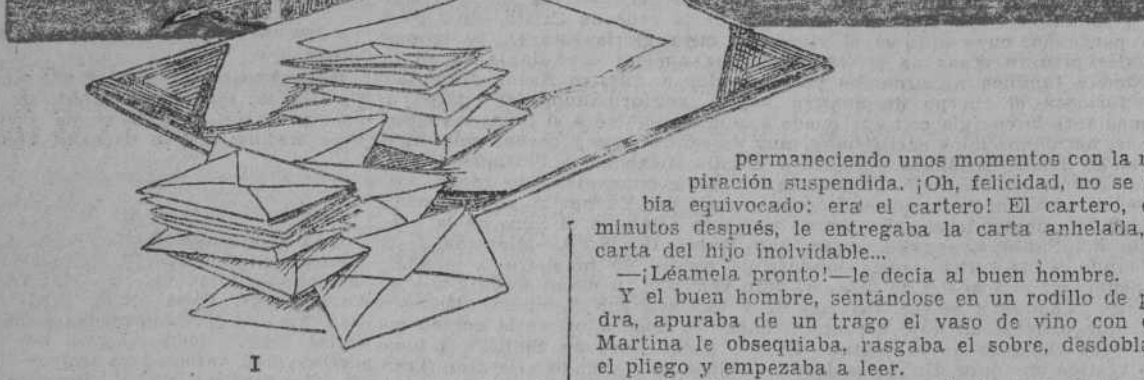 I
permaneciendo unos momentos con la
piración suspendida. ¡Oh, felicidad, no se
bía equivocado: era el cartero! El cartero,
minutos después, le entregaba la carta anhelada,
carta del hijo inolvidable...
—¡Léamela pronto!—le decía al buen hombre.
Y el buen hombre, sentándose en un rodillo de
dra, apuraba de un trago el vaso de vino con
Martina le obsequiaba, rasgaba el sobre, desdobla
el pliego y empezaba a leer.